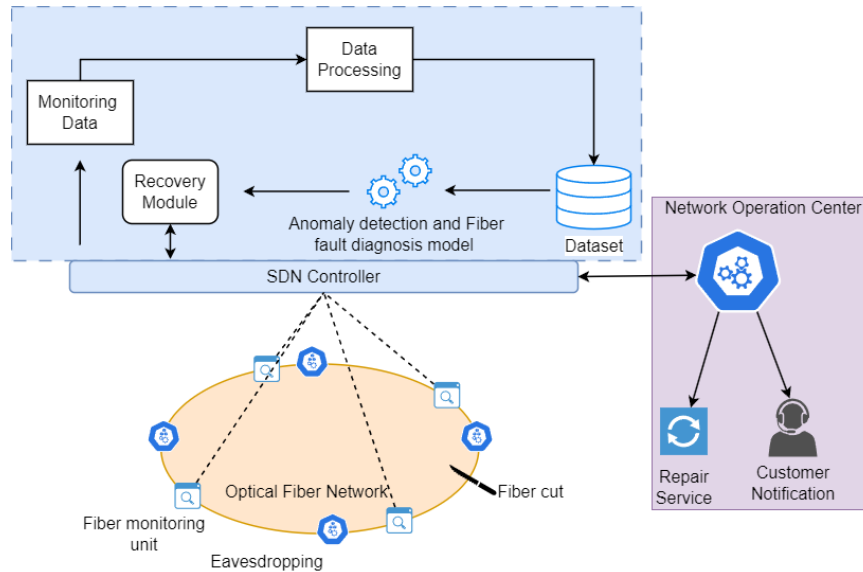 Data
Processing
Monitoring
Data
Recovery
Module
Anomaly detection and Fiber
fault diagnosis model
Dataset
Network Operation Center
SDN Controller
Repair
Service
Customer
Notification
Optical Fiber Network
Fiber cut
Fiber monitoring
unit
Eavesdropping